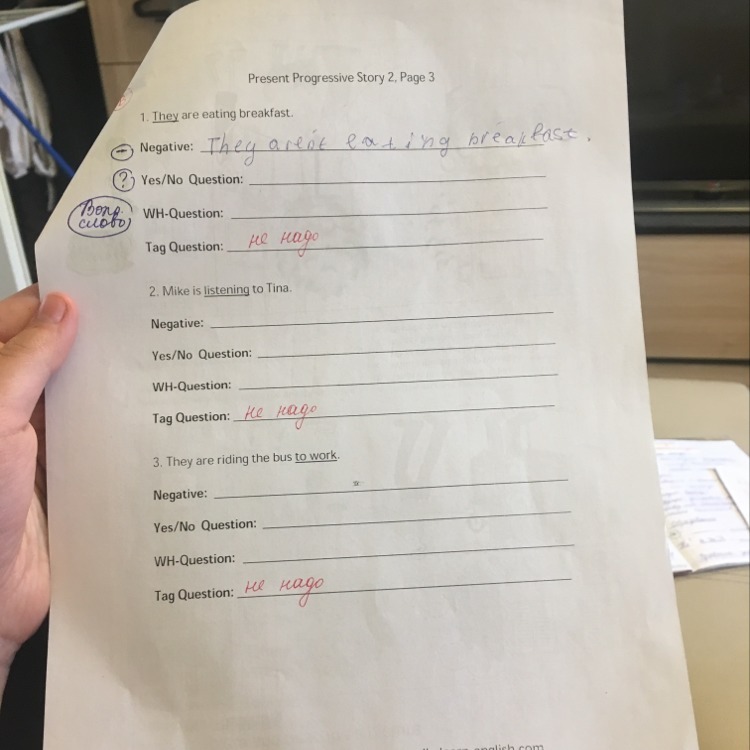 Present Progressive Story 2, Page 3
1. They are eating breakfast.
Negative: They aren't eating breakfast.
? Yes/No Question:
Вопр. слово WH-Question:
Tag Question: не надо
2. Mike is listening to Tina.
Negative:
Yes/No Question:
WH-Question:
Tag Question: не надо
3. They are riding the bus to work.
Negative:
Yes/No Question:
WH-Question:
Tag Question: не надо